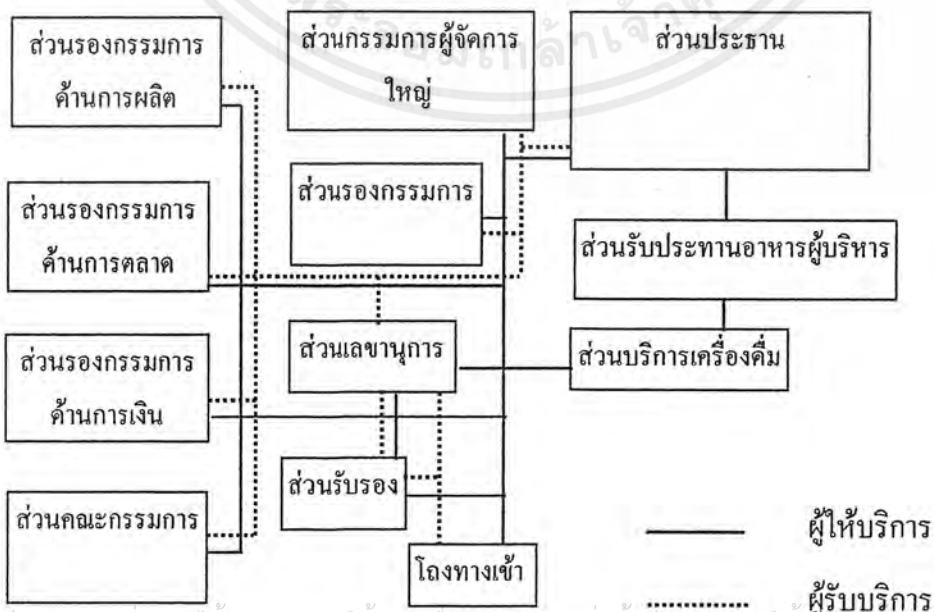 ส่วนรองกรรมการ
ด้านการผลิต
ส่วนกรรมการผู้จัดการ
ใหญ่
ส่วนประธาน
ส่วนรองกรรมการ
ด้านการตลาด
ส่วนรองกรรมการ
ส่วนรับประทานอาหารผู้บริหาร
ส่วนรองกรรมการ
ด้านการเงิน
ส่วนเลขานุการ
ส่วนบริการเครื่องดื่ม
ส่วนคณะกรรมการ
ส่วนรับรอง
โถงทางเข้า
ผู้ให้บริการ
ผู้รับบริการ